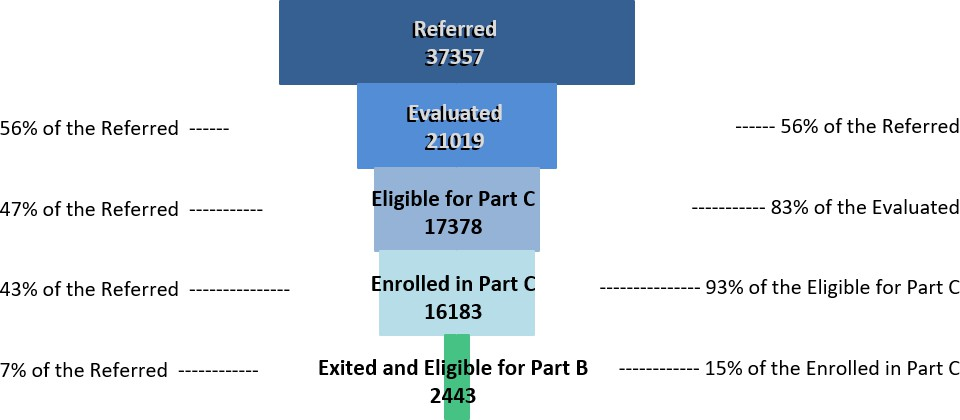 Referred
37357
Evaluated
21019
56% of the Referred ------
------ 56% of the Referred
Eligible for Part C
17378
47% of the Referred -----------
----------- 83% of the Evaluated
Enrolled in Part C
16183
43% of the Referred ---------------
--------------- 93% of the Eligible for Part C
Exited and Eligible for Part B
2443
7% of the Referred ------------
------------ 15% of the Enrolled in Part C